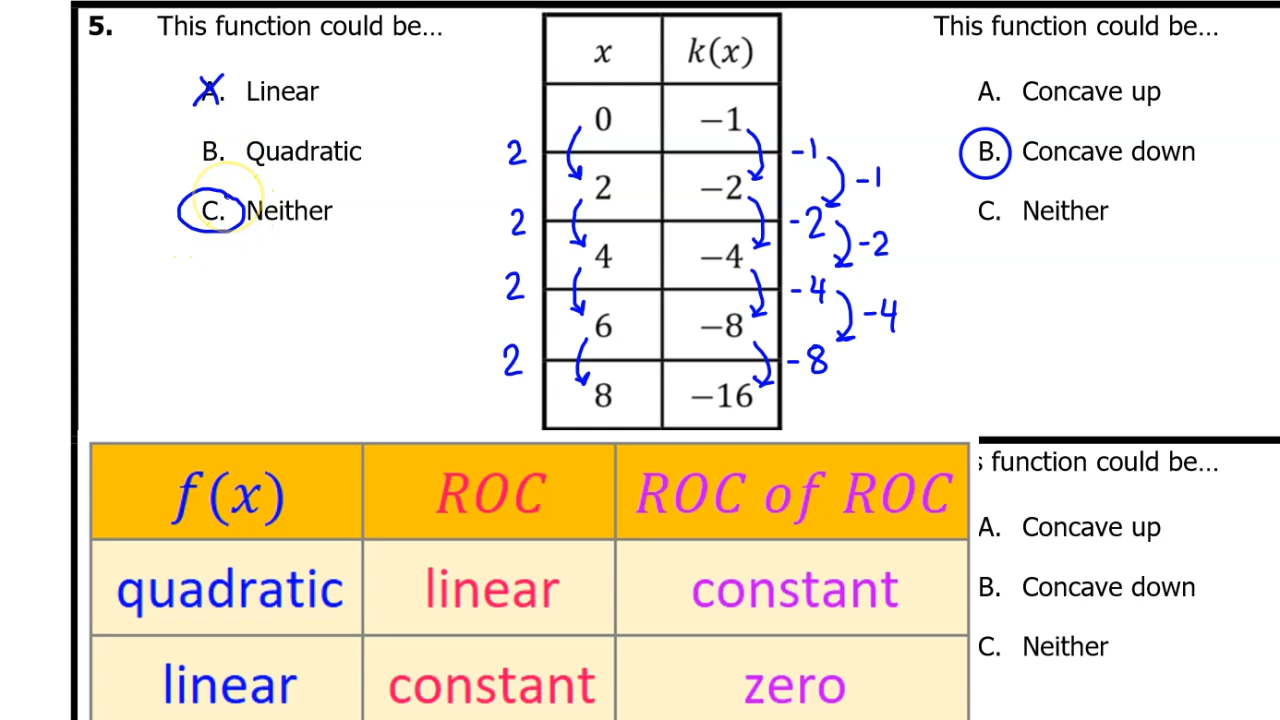 5. This function could be...
A. Linear
B. Quadratic
C. Neither
x k(x)
0 −1
2 −2
4 −4
6 −8
8 −16
2
2
2
2
-1
-2
-4
-8
-1
-2
-4
This function could be...
A. Concave up
B. Concave down
C. Neither
f(x) ROC ROC of ROC
quadratic linear constant
linear constant zero
function could be...
A. Concave up
B. Concave down
C. Neither